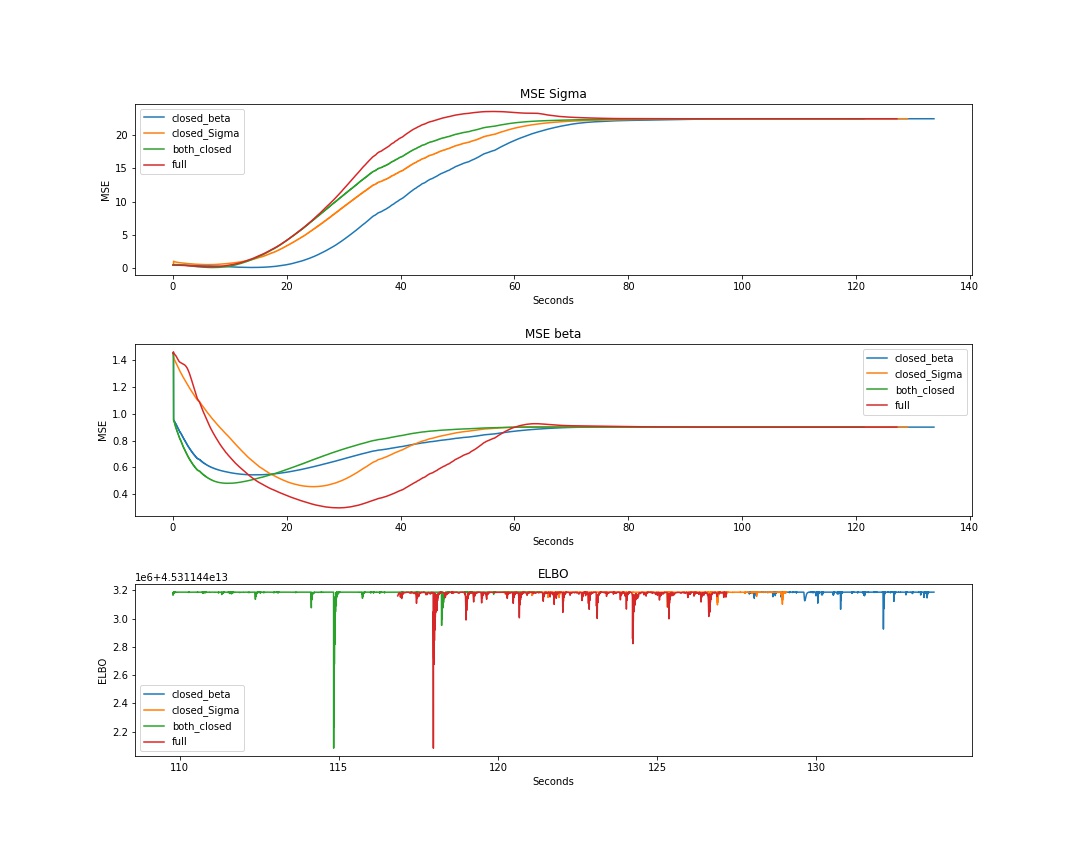 MSE Sigma
MSE
20
15
10
5
0
closed_beta
closed_Sigma
both_closed
full
0 20 40 60 80 100 120 140
Seconds
MSE beta
MSE
1.4
1.2
1.0
0.8
0.6
0.4
closed_beta
closed_Sigma
both_closed
full
0 20 40 60 80 100 120 140
Seconds
1e6+4.531144e13
ELBO
ELBO
3.2
3.0
2.8
2.6
2.4
2.2
closed_beta
closed_Sigma
both_closed
full
110 115 120 125 130
Seconds